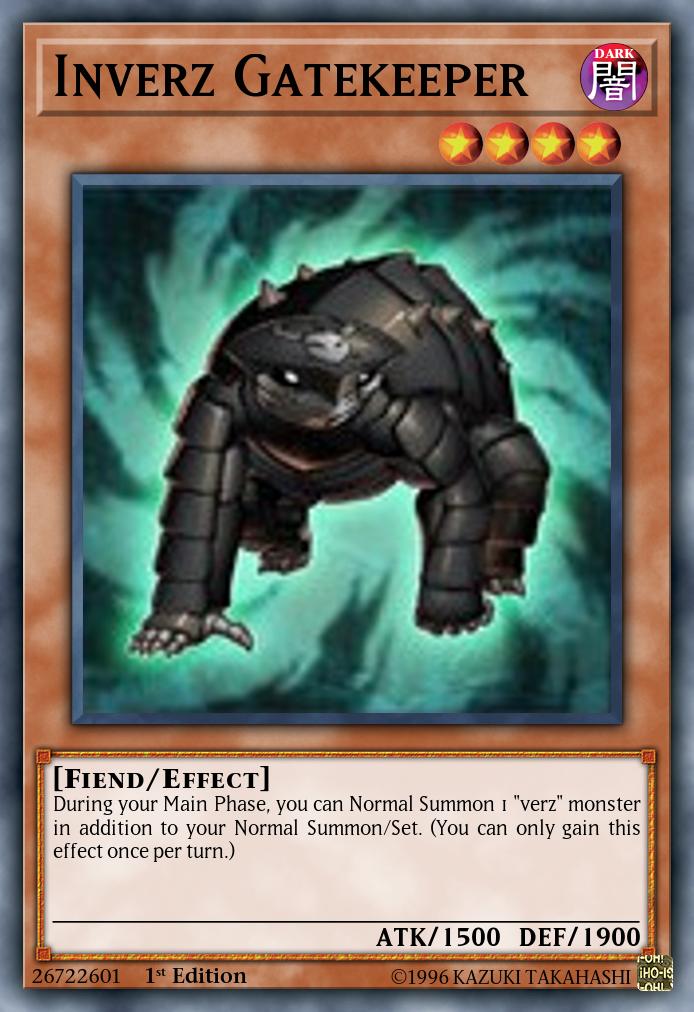 Inverz Gatekeeper
DARK
闇
[Fiend/Effect]
During your Main Phase, you can Normal Summon 1 "verz" monster
in addition to your Normal Summon/Set. (You can only gain this
effect once per turn.)
ATK/1500 DEF/1900
26722601 1st Edition ©1996 KAZUKI TAKAHASHI